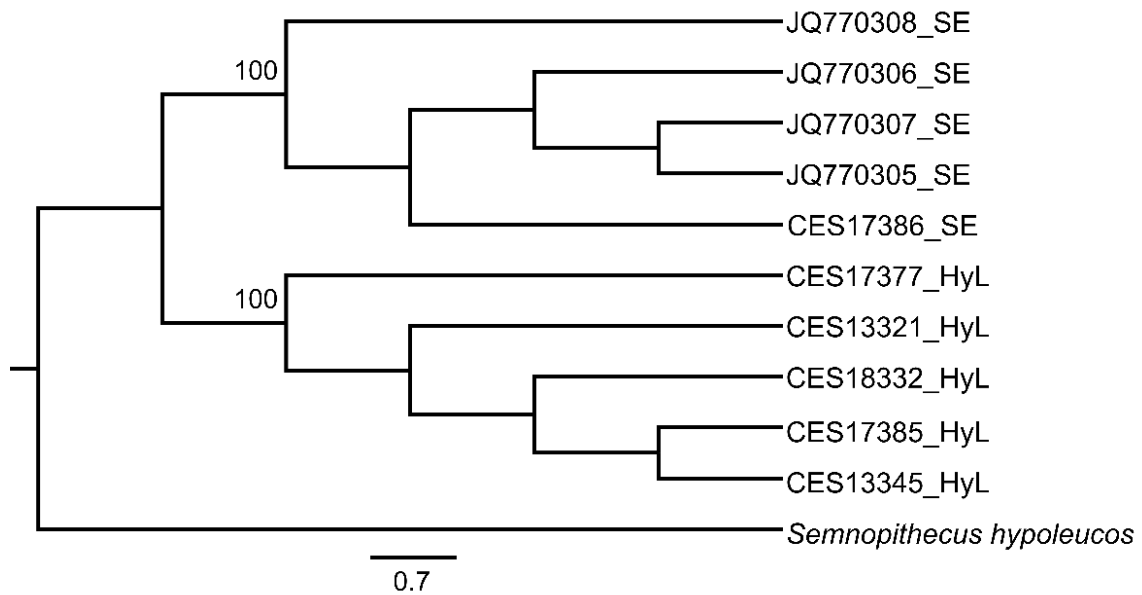 JQ770308_SE
100
JQ770306_SE
JQ770307_SE
JQ770305_SE
CES17386_SE
CES17377_HyL
100
CES13321_HyL
CES18332_HyL
CES17385_HyL
CES13345_HyL
Semnopithecus hypoleucos
0.7